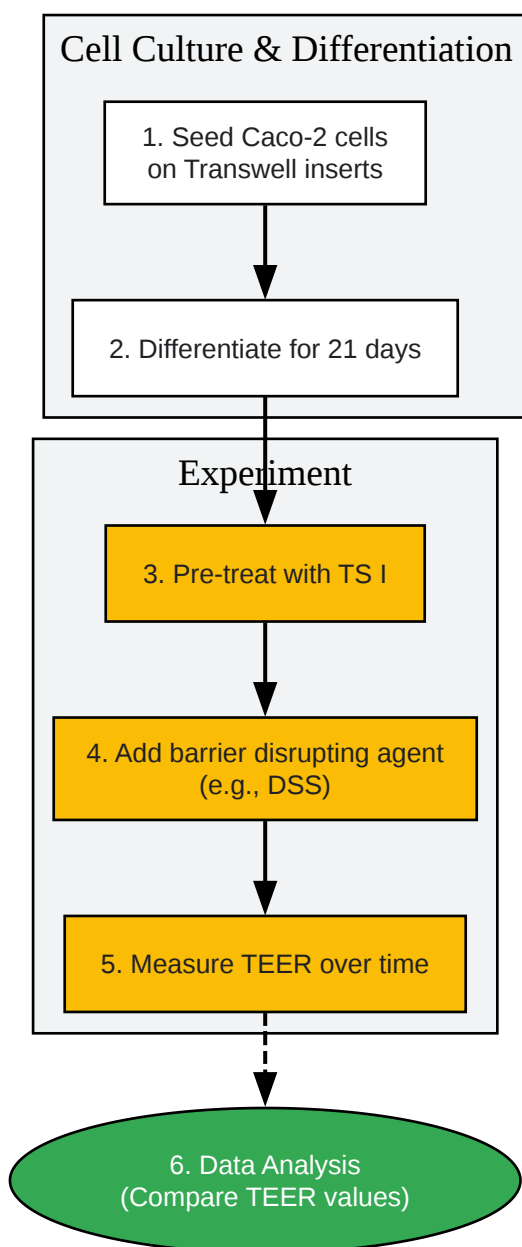 Cell Culture & Differentiation
1. Seed Caco-2 cells
on Transwell inserts
2. Differentiate for 21 days
Experiment
3. Pre-treat with TS I
4. Add barrier disrupting agent
(e.g., DSS)
5. Measure TEER over time
6. Data Analysis
(Compare TEER values)